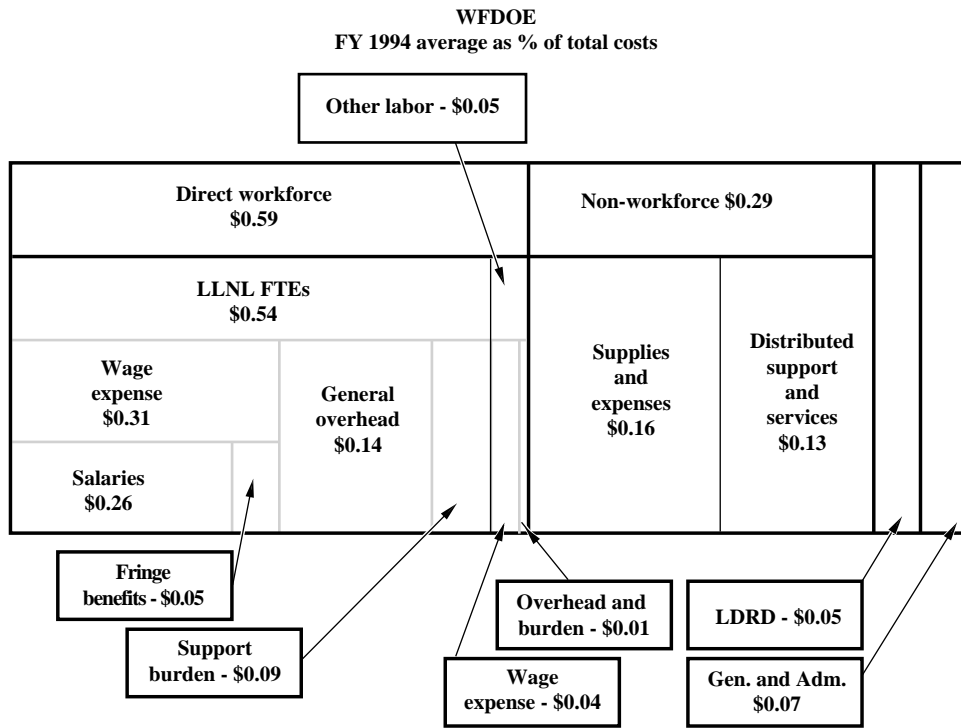 WFDOE
FY 1994 average as % of total costs
Other labor - $0.05
Direct workforce
$0.59
Non-workforce $0.29
LLNL FTEs
$0.54
Wage
expense
$0.31
General
overhead
$0.14
Supplies
and
expenses
$0.16
Distributed
support
and
services
$0.13
Salaries
$0.26
Fringe
benefits - $0.05
Support
burden - $0.09
Overhead and
burden - $0.01
Wage
expense - $0.04
LDRD - $0.05
Gen. and Adm.
$0.07